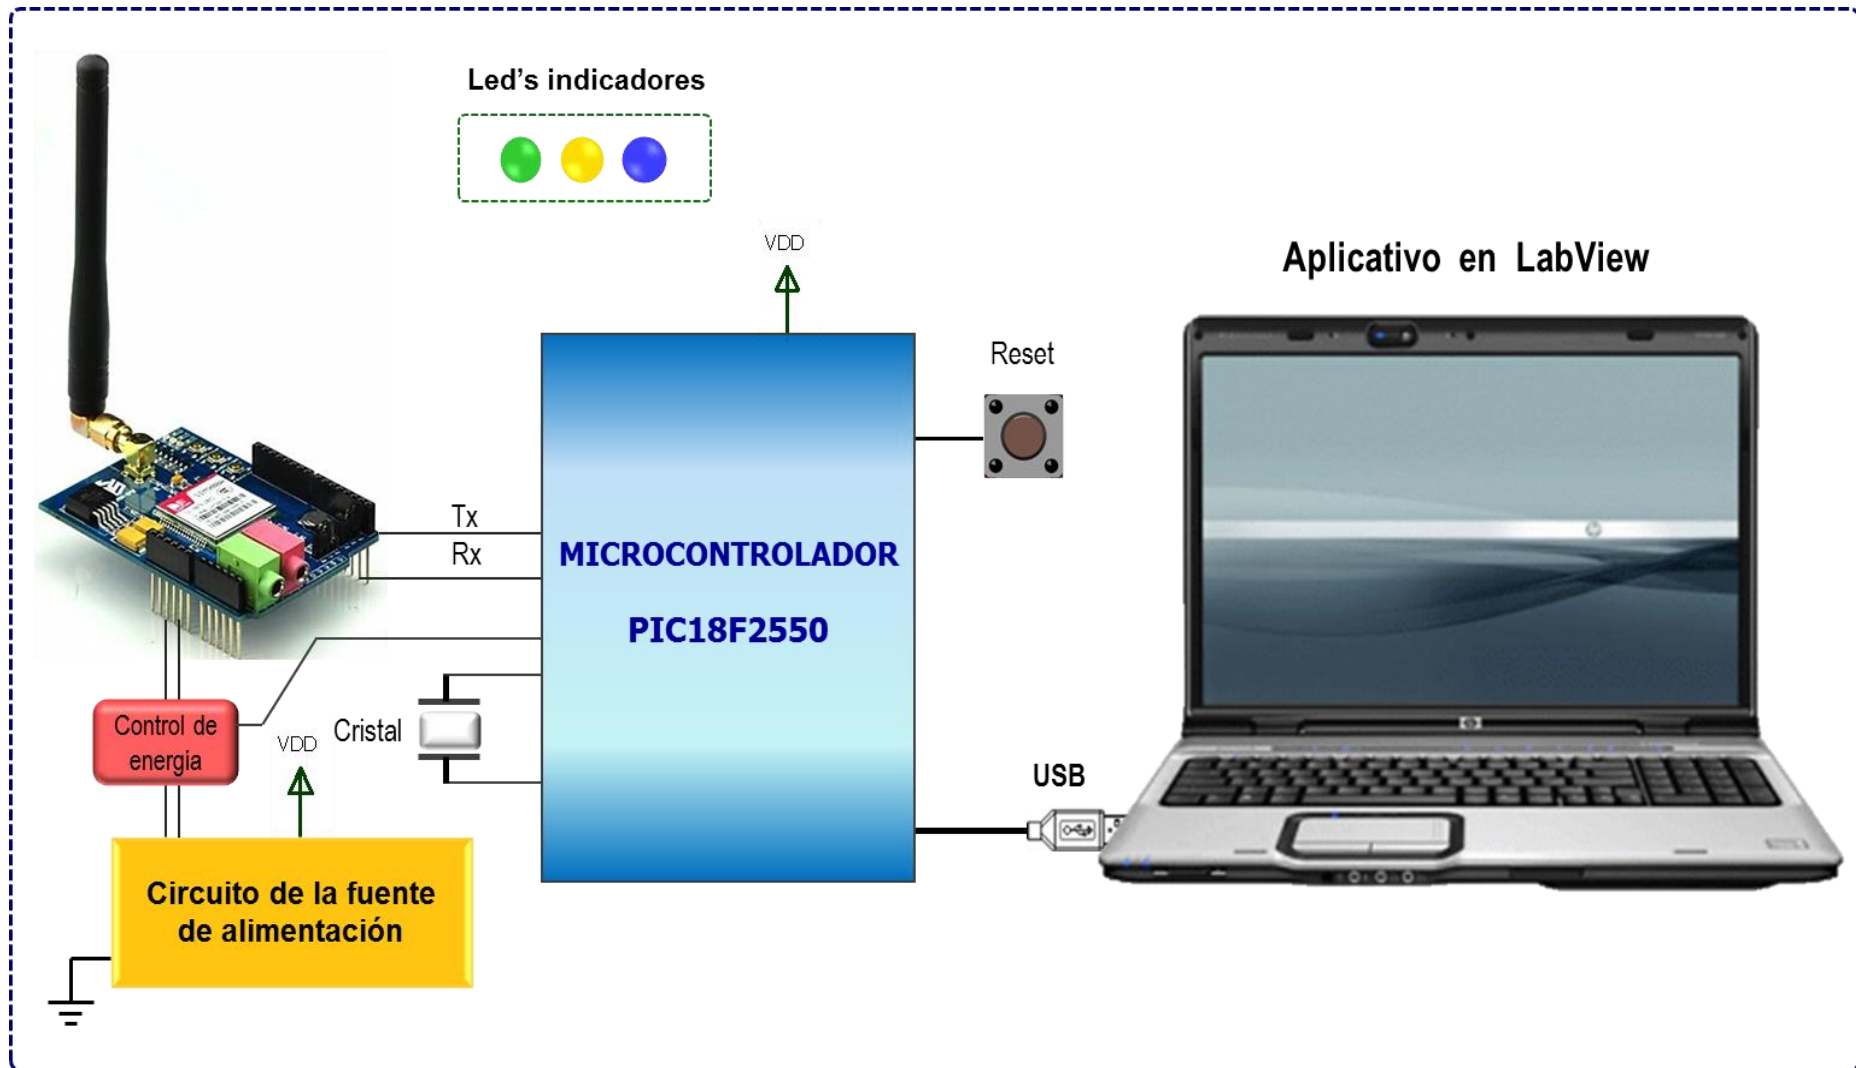 Led's indicadores
VDD
Aplicativo en LabView
Reset
Tx
Rx
MICROCONTROLADOR
PIC18F2550
Control de
energia
VDD
Cristal
USB
Circuito de la fuente
de alimentación